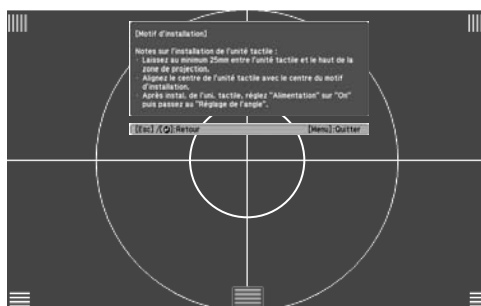 [Motif d'installation]
Notes sur l'installation de l'unité tactile :
· Laissez au minimum 25mm entre l'unité tactile et le haut de la
zone de projection.
· Alignez le centre de l'unité tactile avec le centre du motif
d'installation.
· Après instal. de l'uni. tactile, réglez "Alimentation" sur "On"
puis passez au "Réglage de l'angle".
[Esc] /[↺]:Retour [Menu]:Quitter